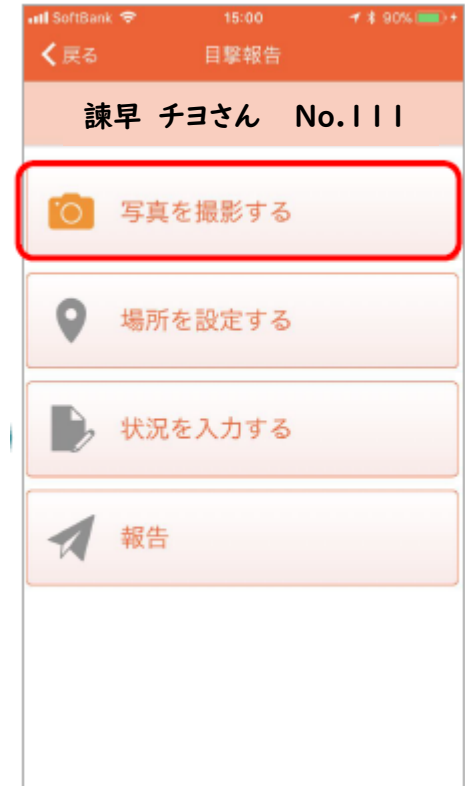 SoftBank 15:00 90%
戻る 目撃報告
諫早 チヨさん No.111
写真を撮影する
場所を設定する
状況を入力する
報告